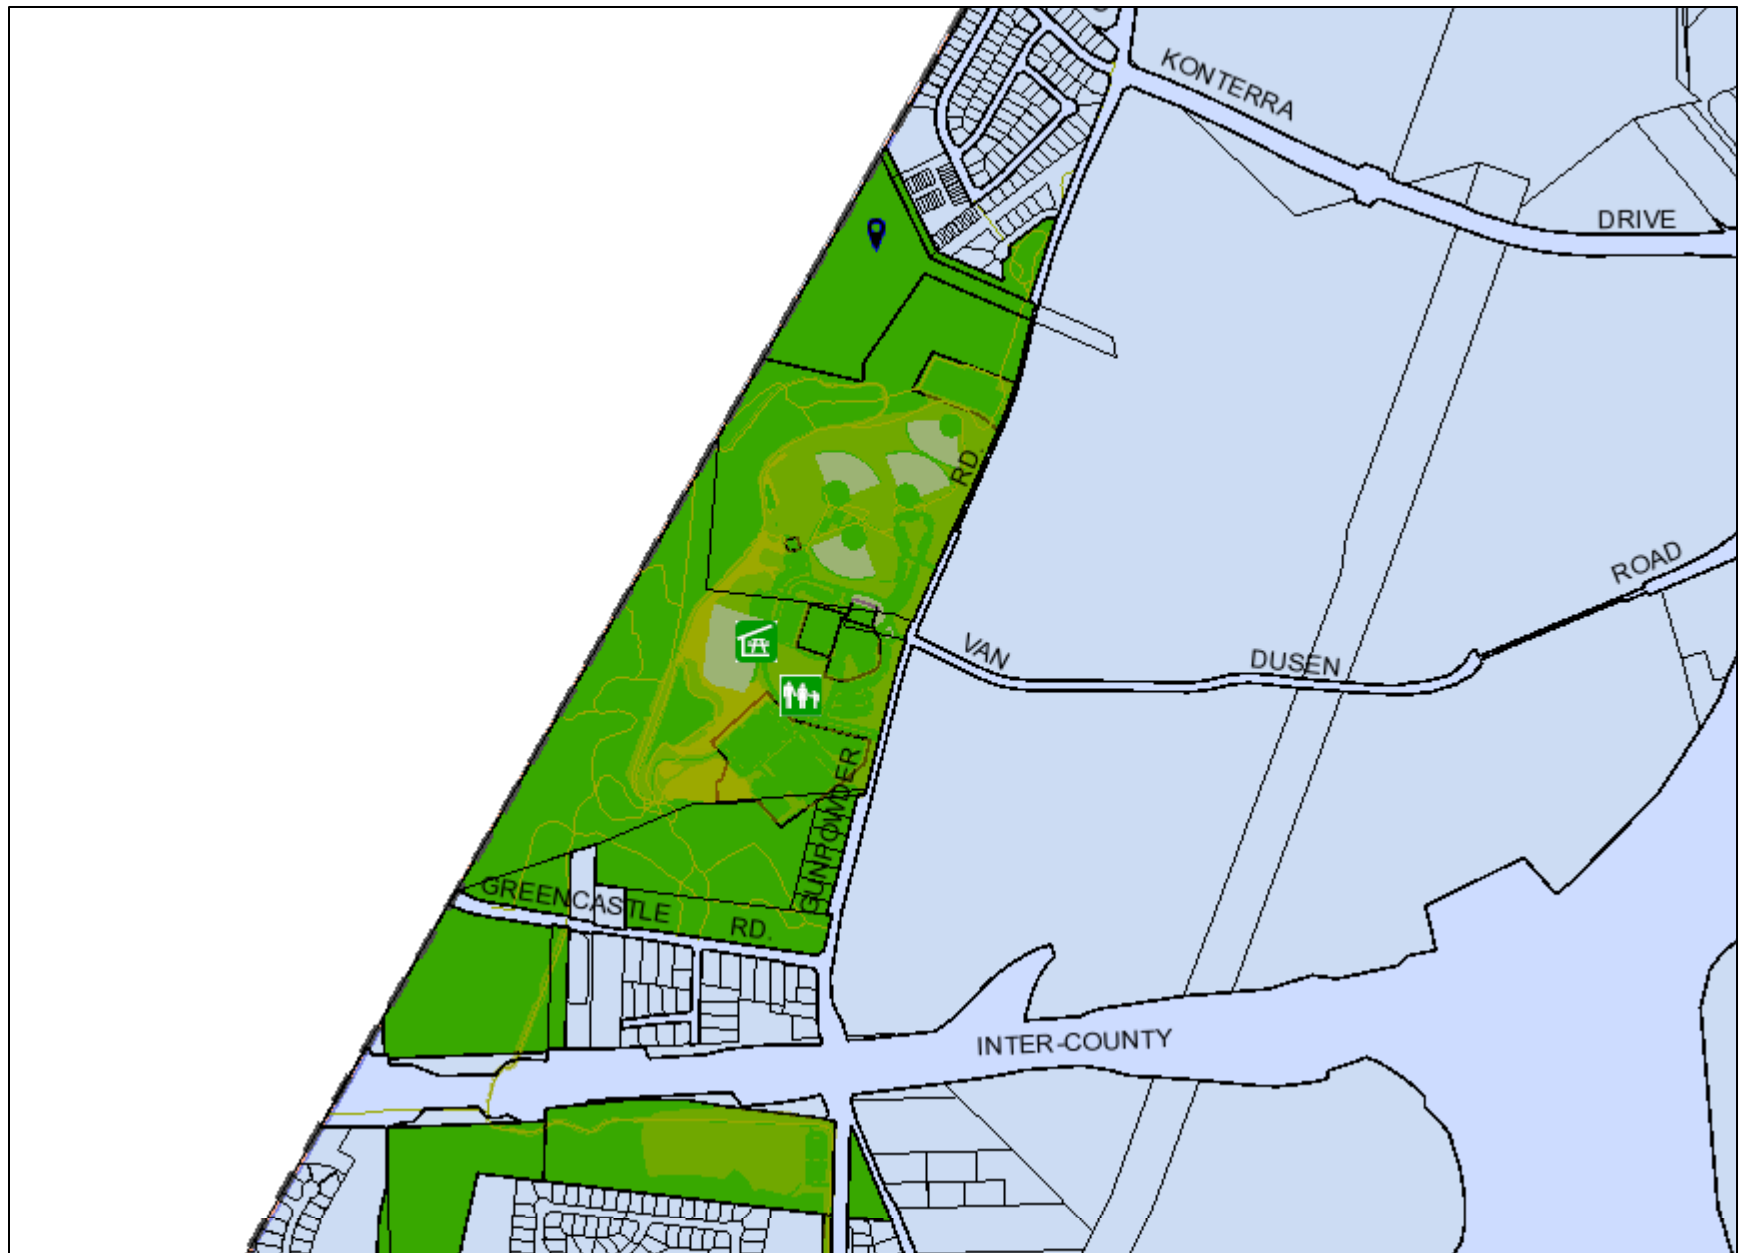 KONTERRA
DRIVE
RD.
ROAD
VAN
DUSEN
GUNPOWDER
GREENCASTLE
RD.
INTER-COUNTY